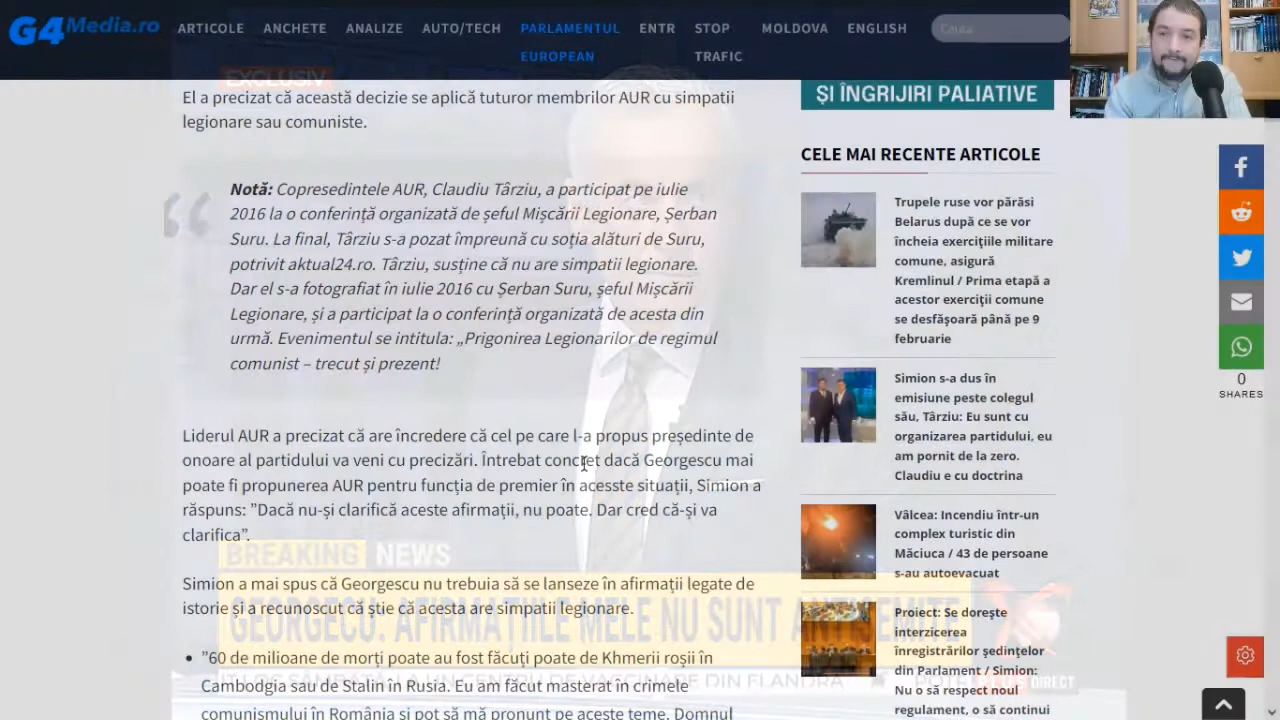 G4Media.ro
ARTICOLE ANCHETE ANALIZE AUTO/TECH PARLAMENTUL EUROPEAN ENTR STOP TRAFIC MOLDOVA ENGLISH
Caută
EXCLUSIV
El a precizat că această decizie se aplică tuturor membrilor AUR cu simpatii
legionare sau comuniste.
Notă: Copresedintele AUR, Claudiu Târziu, a participat pe iulie
2016 la o conferință organizată de șeful Mișcării Legionare, Șerban
Suru. La final, Târziu s-a pozat împreună cu soția alături de Suru,
potrivit aktual24.ro. Târziu, susține că nu are simpatii legionare.
Dar el s-a fotografiat în iulie 2016 cu Șerban Suru, șeful Mișcării
Legionare, și a participat la o conferință organizată de acesta din
urmă. Evenimentul se intitula: „Prigonirea Legionarilor de regimul
comunist – trecut și prezent!
Liderul AUR a precizat că are încredere că cel pe care l-a propus președinte de
onoare al partidului va veni cu precizări. Întrebat concret dacă Georgescu mai
poate fi propunerea AUR pentru funcția de premier în acesste situații, Simion a
răspuns: ”Dacă nu-și clarifică aceste afirmații, nu poate. Dar cred că-și va
clarifica”.
BREAKING NEWS
Simion a mai spus că Georgescu nu trebuia să se lanseze în afirmații legate de
istorie și a recunoscut că știe că acesta are simpatii legionare.
GEORGECU: AFIRMAȚIILE MELE NU SUNT ANTISEMITE
”60 de milioane de morți poate au fost făcuți poate de Khmerii roșii în
Cambodgia sau de Stalin în Rusia. Eu am făcut masterat în crimele
comunismului în România și pot să mă pronunț pe aceste teme. Domnul
CENTRU DE VACCINARE DIN FLANDRA
DIRECT
ȘI ÎNGRIJIRI PALIATIVE
CELE MAI RECENTE ARTICOLE
Trupele ruse vor părăsi
Belarus după ce se vor
încheia exercițiile militare
comune, asigură
Kremlinul / Prima etapă a
acestor exerciții comune
se desfășoară până pe 9
februarie
Simion s-a dus în
emisiune peste colegul
său, Târziu: Eu sunt cu
organizarea partidului, eu
am pornit de la zero.
Claudiu e cu doctrina
Vâlcea: Incendiu într-un
complex turistic din
Măciuca / 43 de persoane
s-au autoevacuat
Proiect: Se dorește
interzicerea
înregistrărilor ședințelor
din Parlament / Simion:
Nu o să respect noul
regulament, o să continui
0
SHARES